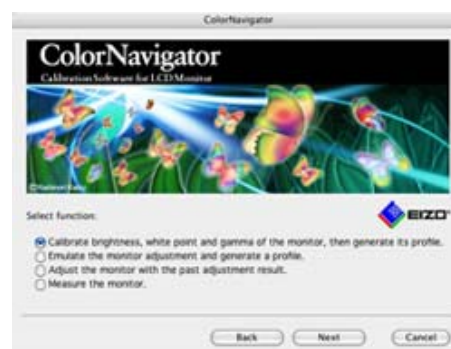 ColorNavigator
ColorNavigator
Calibration Software for LCD Monitor
Select function:
EIZO
Calibrate brightness, white point and gamma of the monitor, then generate its profile.
Emulate the monitor adjustment and generate a profile.
Adjust the monitor with the past adjustment result.
Measure the monitor.
Back Next Cancel